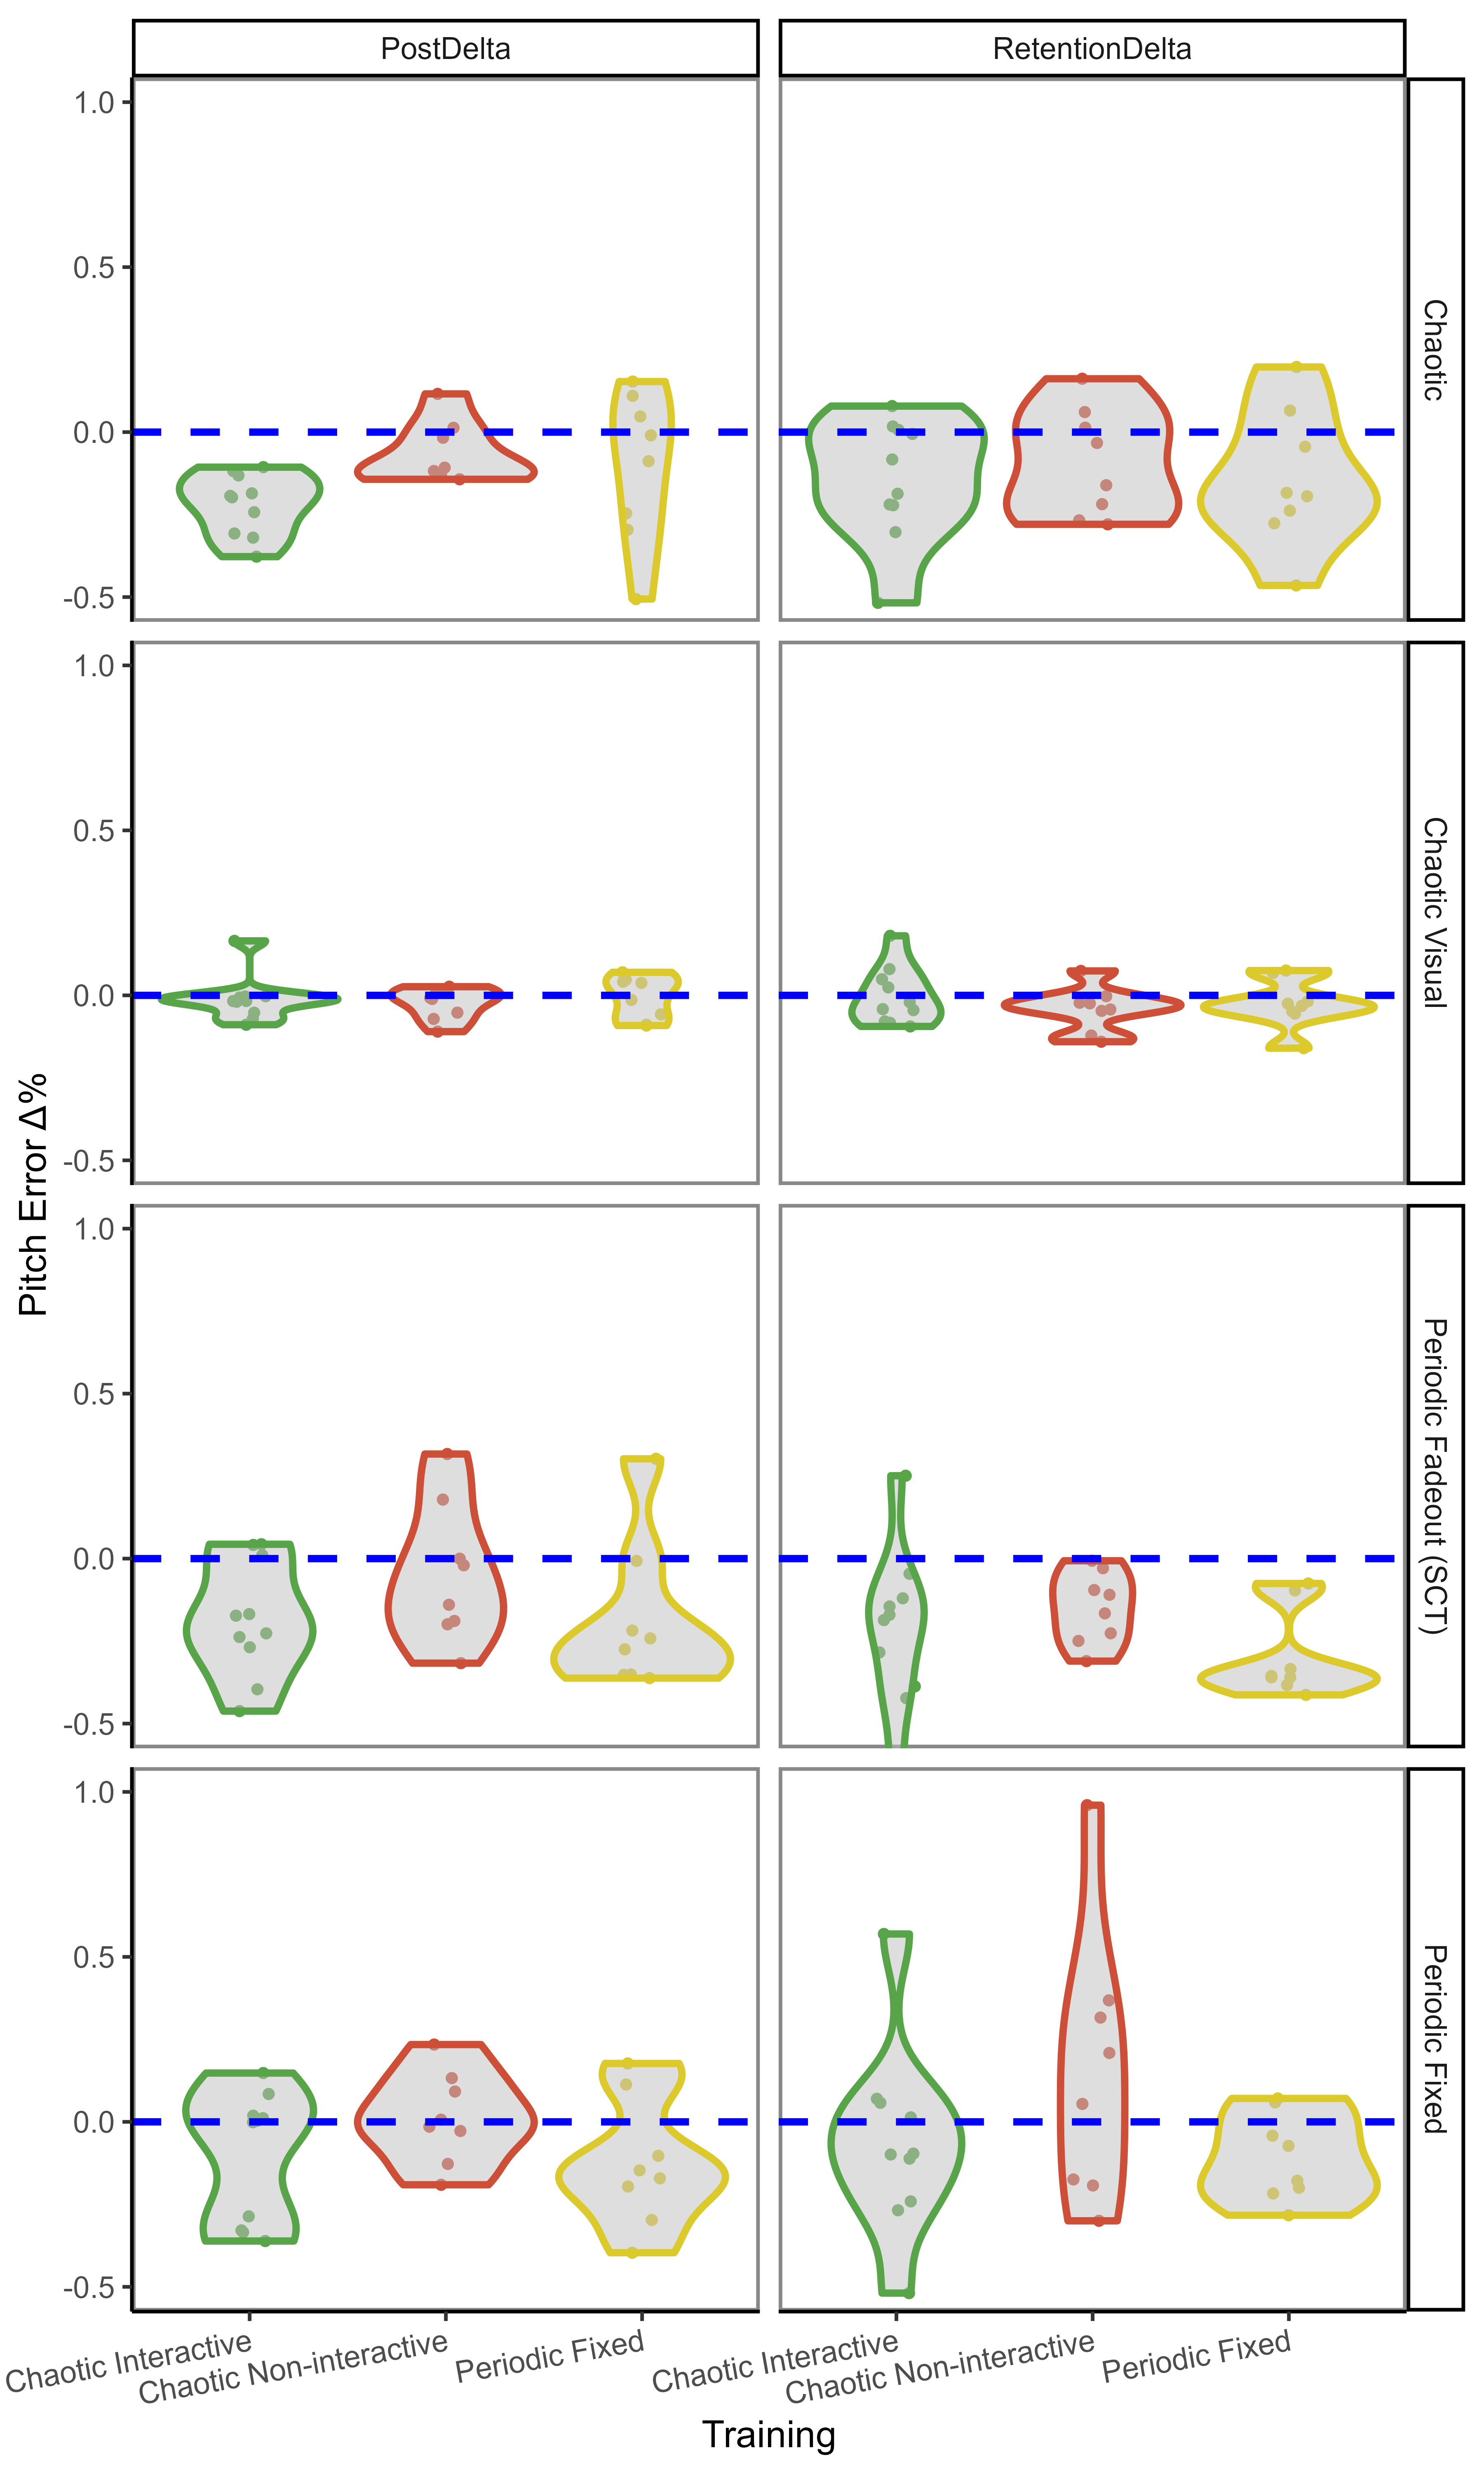 PostDelta
RetentionDelta
1.0
0.5
0.0
-0.5
Chaotic
1.0
0.5
0.0
-0.5
Chaotic Visual
Pitch Error Δ%
1.0
0.5
0.0
-0.5
Periodic Fadeout (SCT)
1.0
0.5
0.0
-0.5
Periodic Fixed
Chaotic Interactive
Chaotic Non-interactive
Periodic Fixed
Chaotic Interactive
Chaotic Non-interactive
Periodic Fixed
Training